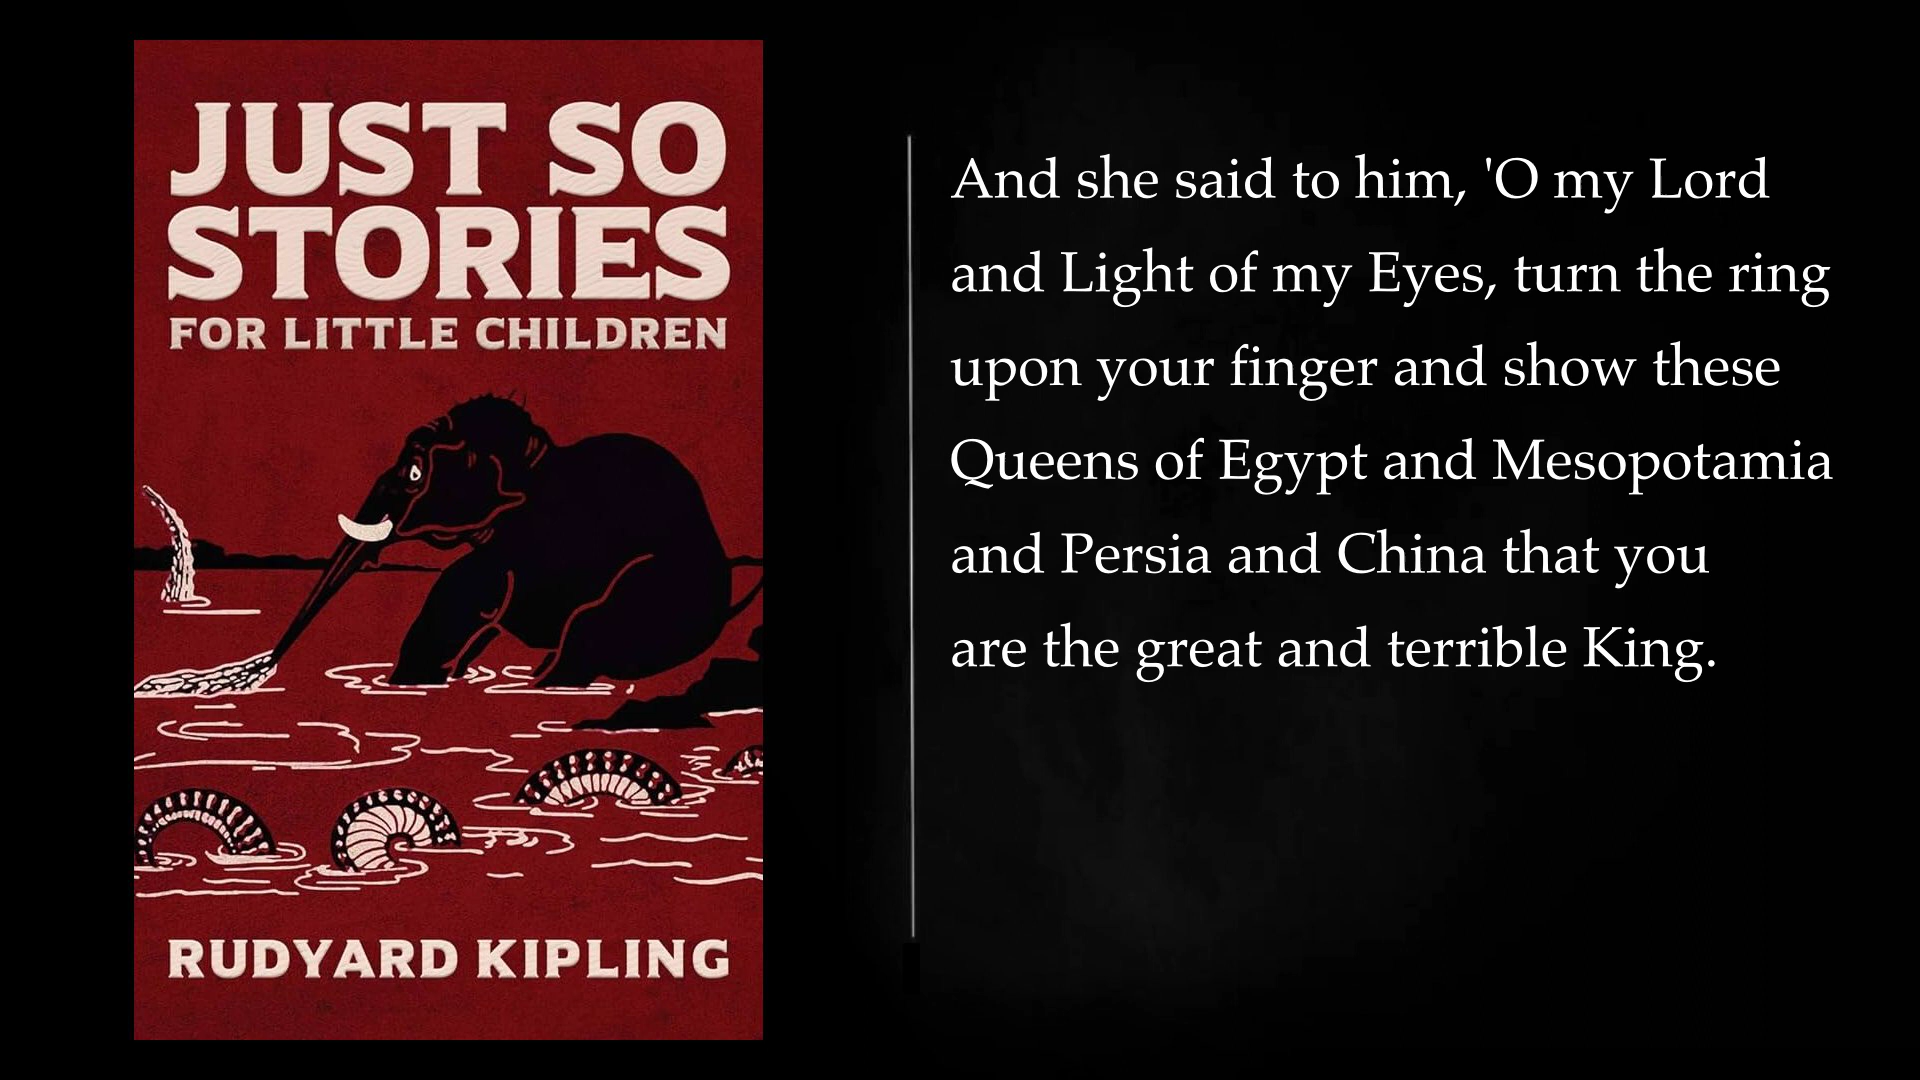 JUST SO
STORIES
FOR LITTLE CHILDREN
RUDYARD KIPLING
And she said to him, 'O my Lord
and Light of my Eyes, turn the ring
upon your finger and show these
Queens of Egypt and Mesopotamia
and Persia and China that you
are the great and terrible King.